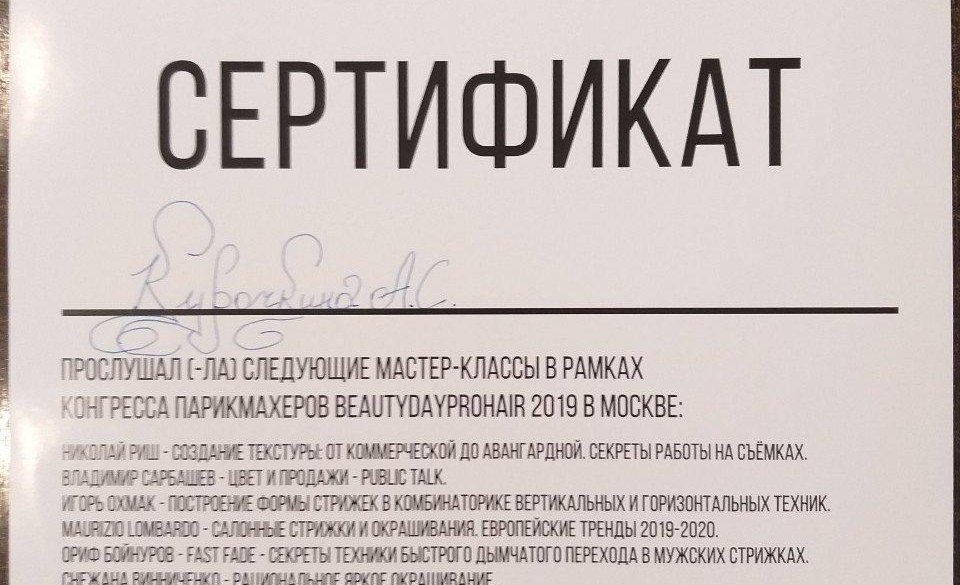 СЕРТИФИКАТ
Кувочкина А.С.
ПРОСЛУШАЛ (-ЛА) СЛЕДУЮЩИЕ МАСТЕР-КЛАССЫ В РАМКАХ
КОНГРЕССА ПАРИКМАХЕРОВ BEAUTYDAYPROHAIR 2019 В МОСКВЕ:
НИКОЛАЙ РИШ - СОЗДАНИЕ ТЕКСТУРЫ: ОТ КОММЕРЧЕСКОЙ ДО АВАНГАРДНОЙ. СЕКРЕТЫ РАБОТЫ НА СЪЁМКАХ.
ВЛАДИМИР САРБАШЕВ - ЦВЕТ И ПРОДАЖИ - PUBLIC TALK.
ИГОРЬ ОХМАК - ПОСТРОЕНИЕ ФОРМЫ СТРИЖЕК В КОМБИНАТОРИКЕ ВЕРТИКАЛЬНЫХ И ГОРИЗОНТАЛЬНЫХ ТЕХНИК.
MAURIZIO LOMBARDO - САЛОННЫЕ СТРИЖКИ И ОКРАШИВАНИЯ. ЕВРОПЕЙСКИЕ ТРЕНДЫ 2019-2020.
ОРИФ БОЙНУРОВ - FAST FADE - СЕКРЕТЫ ТЕХНИКИ БЫСТРОГО ДЫМЧАТОГО ПЕРЕХОДА В МУЖСКИХ СТРИЖКАХ.
СНЕЖАНА ВИННИЧЕНКО - РАЦИОНАЛЬНОЕ ЯРКОЕ ОКРАШИВАНИЕ